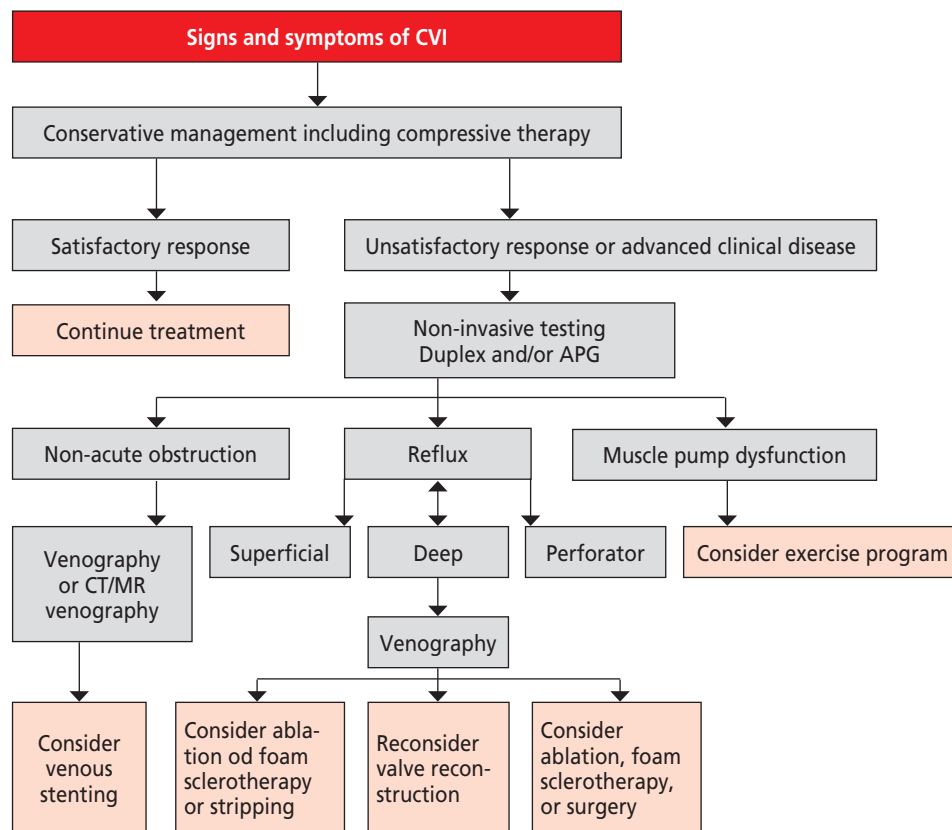 Signs and symptoms of CVI
Conservative management including compressive therapy
Satisfactory response
Unsatisfactory response or advanced clinical disease
Continue treatment
Non-invasive testing
Duplex and/or APG
Non-acute obstruction
Reflux
Muscle pump dysfunction
Venography
or CT/MR
venography
Superficial
Deep
Perforator
Consider exercise program
Venography
Consider
venous
stenting
Consider abla-
tion od foam
sclerotherapy
or stripping
Reconsider
valve recon-
struction
Consider
ablation, foam
sclerotherapy,
or surgery